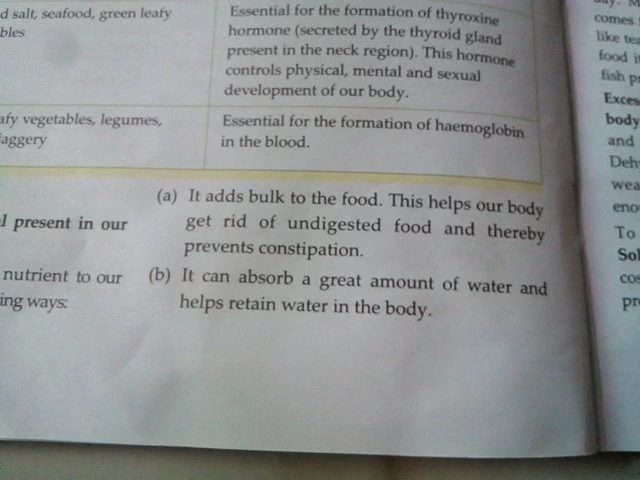 d salt, seafood, green leafy
bles
Essential for the formation of thyroxine
hormone (secreted by the thyroid gland
present in the neck region). This hormone
controls physical, mental and sexual
development of our body.
afy vegetables, legumes,
jaggery
Essential for the formation of haemoglobin
in the blood.
l present in our
nutrient to our
ing ways:
(a) It adds bulk to the food. This helps our body
get rid of undigested food and thereby
prevents constipation.
(b) It can absorb a great amount of water and
helps retain water in the body.
comes
like tea
food i
fish p
Exces
body
and
Deh
wea
eno
To
Sol
cos
pr